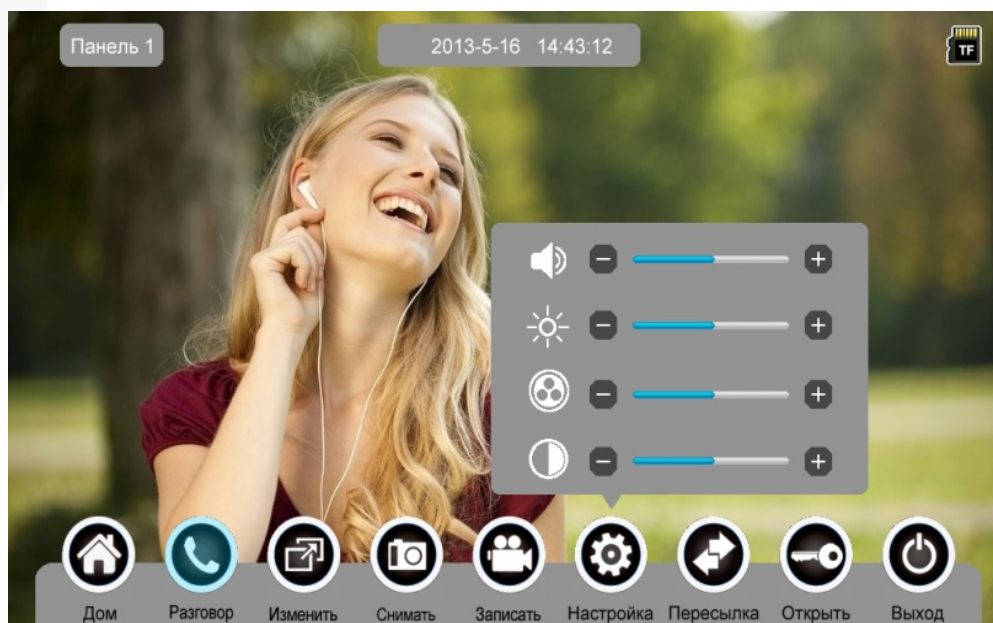 Панель 1
2013-5-16 14:43:12
TF
Дом
Разговор
Изменить
Снимать
Записать
Настройка
Пересылка
Открыть
Выход